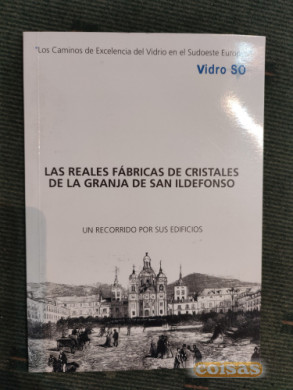 "Los Caminos de Excelencia del Vidrio en el Sudoeste
Vidro SO
LAS REALES FÁBRICAS DE CRISTALES
DE LA GRANJA DE SAN ILDEFONSO
UN RECORRIDO POR SUS EDIFICIOS
coisas